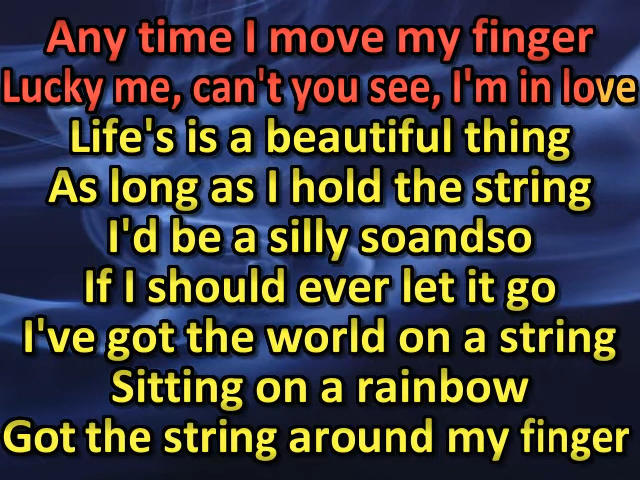 Any time I move my finger
Lucky me, can't you see, I'm in love
Life's is a beautiful thing
As long as I hold the string
I'd be a silly soandso
If I should ever let it go
I've got the world on a string
Sitting on a rainbow
Got the string around my finger